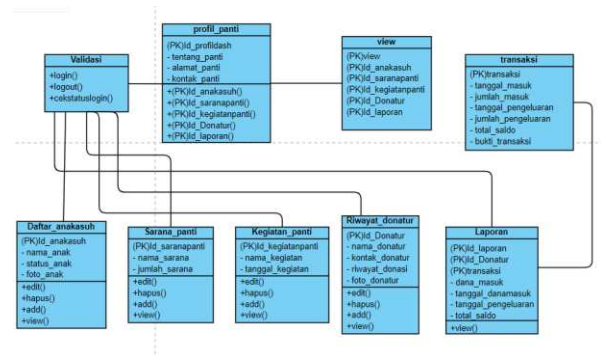 Validasi
+login()
+logout()
+cekstatuslogin()
profil_panti
(PK)Id_profildash
- tentang_panti
- alamat_panti
- kontak_panti
+(PK)Id_anakasuh()
+(PK)Id_saranapanti()
+(PK)Id_kegiatanpanti()
+(PK)Id_Donatur()
+(PK)Id_laporan()
view
(PK)view
(PK)Id_anakasuh
(PK)Id_saranapanti
(PK)Id_kegiatanpanti
(PK)Id_Donatur
(PK)Id_laporan
transaksi
(PK)transaksi
- tanggal_masuk
- jumlah_masuk
- tanggal_pengeluaran
- jumlah_pengeluaran
- total_saldo
- bukti_transaksi
Daftar_anakasuh
(PK)Id_anakasuh
- nama_anak
- status_anak
- foto_anak
+edit()
+hapus()
+add()
+view()
Sarana_panti
(PK)Id_saranapanti
- nama_sarana
- jumlah_sarana
+edit()
+hapus()
+add()
+view()
Kegiatan_panti
(PK)Id_kegiatanpanti
- nama_kegiatan
- tanggal_kegiatan
+edit()
+hapus()
+add()
+view()
Riwayat_donatur
(PK)Id_Donatur
- nama_donatur
- kontak_donatur
- riwayat_donasi
- foto_donatur
+edit()
+hapus()
+add()
+view()
Laporan
(PK)Id_laporan
(PK)Id_Donatur
(PK)transaksi
- dana_masuk
- tanggal_danamasuk
- tanggal_pengeluaran
- total_saldo
+view()